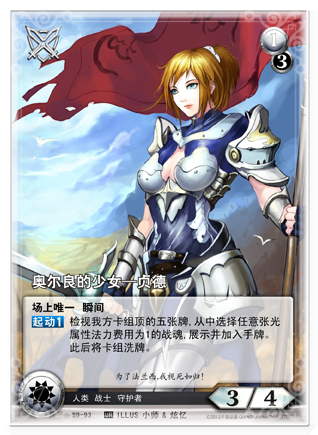 1
3
奥尔良的少女—贞德
场上唯一 瞬间
起动1 检视我方卡组顶的五张牌,从中选择任意张光
属性法力费用为1的战魂,展示并加入手牌。
此后将卡组洗牌。
为了法兰西,我视死如归!
人类 战士 守护者
3 / 4
S9-93 ILLUS 小师 & 炫忆